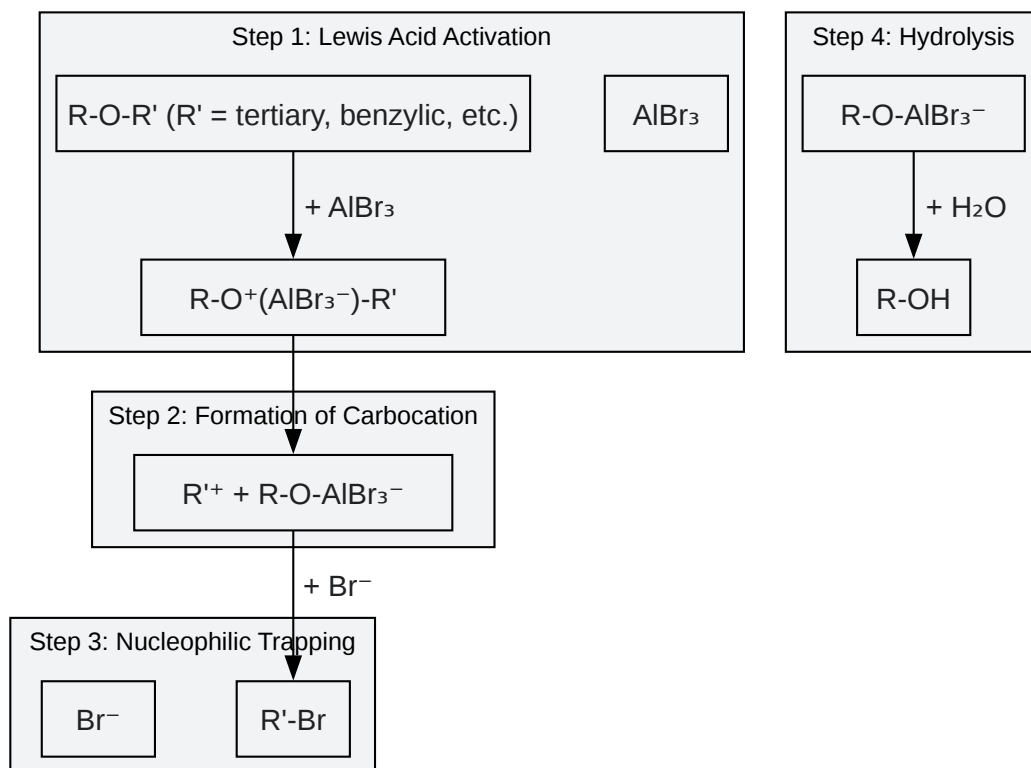 Step 1: Lewis Acid Activation
R-O-R' (R' = tertiary, benzylic, etc.)
AlBr₃
+ AlBr₃
R-O⁺(AlBr₃⁻)-R'
Step 2: Formation of Carbocation
R'⁺ + R-O-AlBr₃⁻
+ Br⁻
Step 3: Nucleophilic Trapping
Br⁻
R'-Br
Step 4: Hydrolysis
R-O-AlBr₃⁻
+ H₂O
R-OH